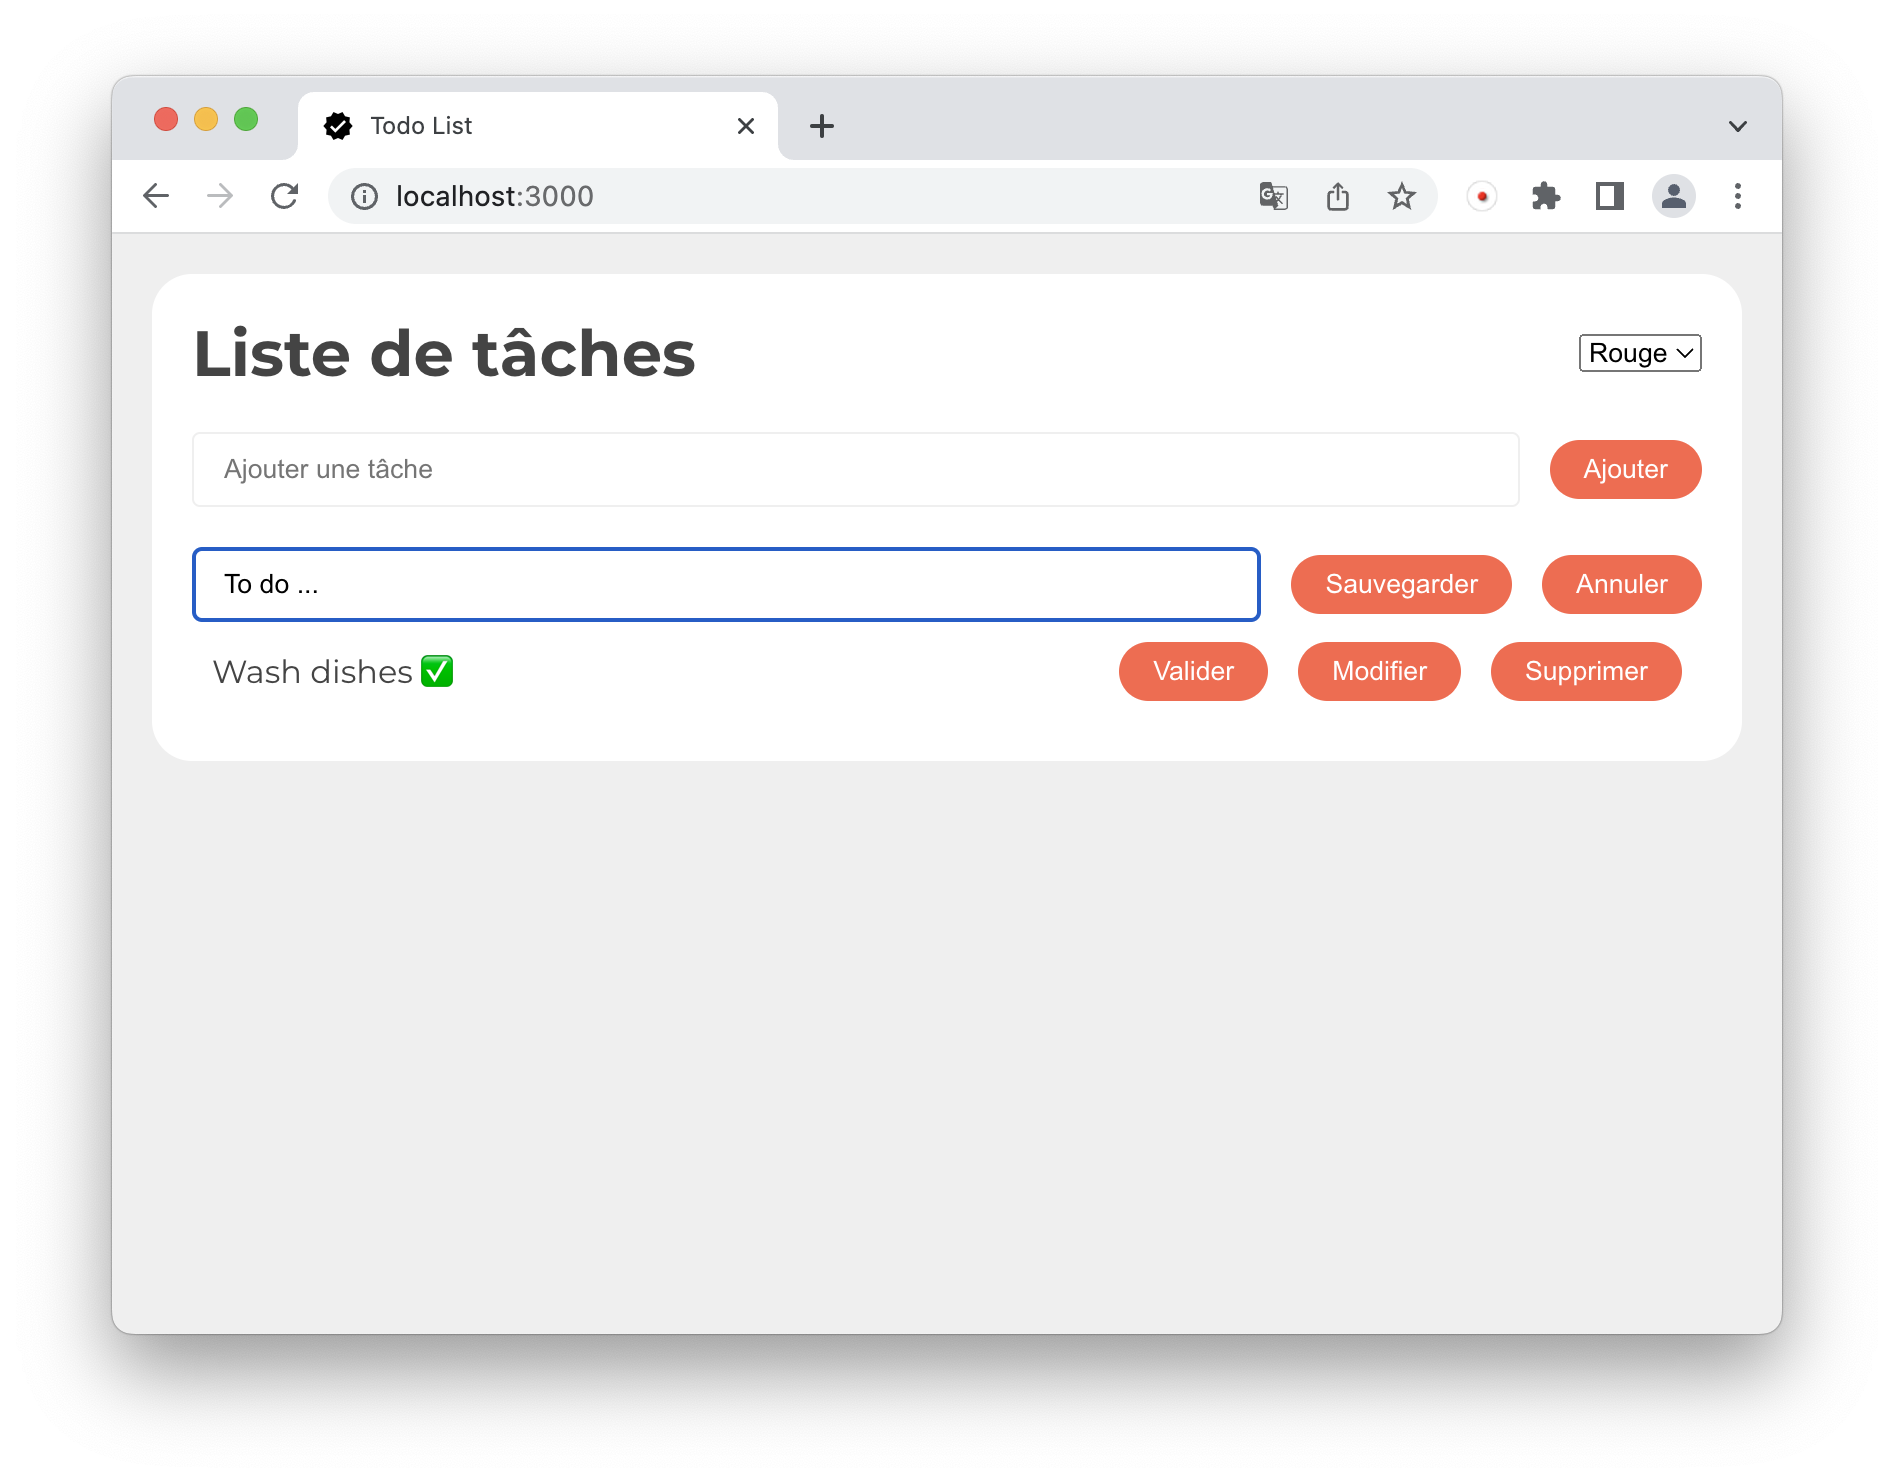 Todo List
localhost:3000
Liste de tâches
Rouge
Ajouter une tâche
Ajouter
To do ...
Sauvegarder
Annuler
Wash dishes ✅
Valider
Modifier
Supprimer